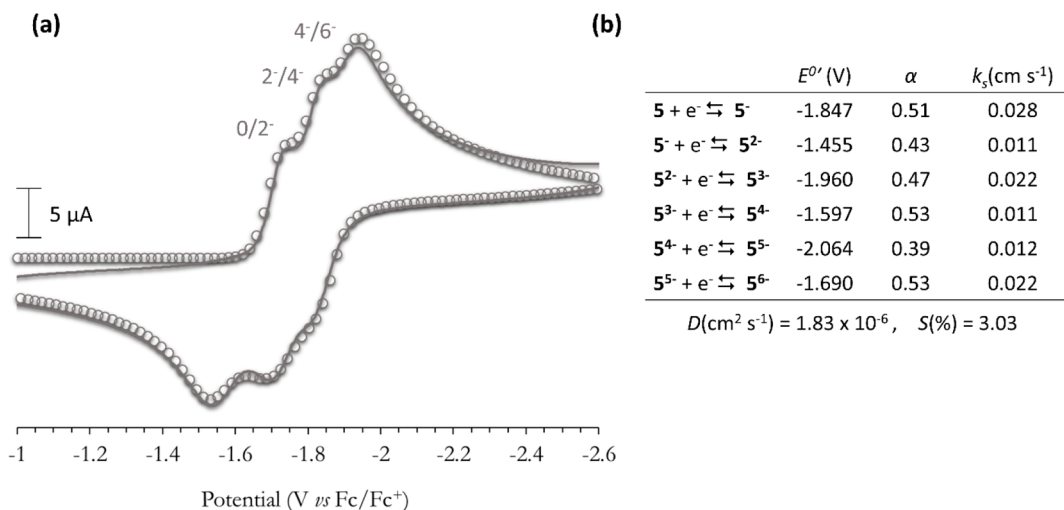 (a)
4⁻/6⁻
2⁻/4⁻
0/2⁻
5 µA
-1 -1.2 -1.4 -1.6 -1.8 -2 -2.2 -2.4 -2.6
Potential (V vs Fc/Fc⁺)
(b)
E⁰′ (V) α kₛ(cm s⁻¹)
5 + e⁻ ⇆ 5⁻ -1.847 0.51 0.028
5⁻ + e⁻ ⇆ 5²⁻ -1.455 0.43 0.011
5²⁻ + e⁻ ⇆ 5³⁻ -1.960 0.47 0.022
5³⁻ + e⁻ ⇆ 5⁴⁻ -1.597 0.53 0.011
5⁴⁻ + e⁻ ⇆ 5⁵⁻ -2.064 0.39 0.012
5⁵⁻ + e⁻ ⇆ 5⁶⁻ -1.690 0.53 0.022
D(cm² s⁻¹) = 1.83 x 10⁻⁶ , S(%) = 3.03